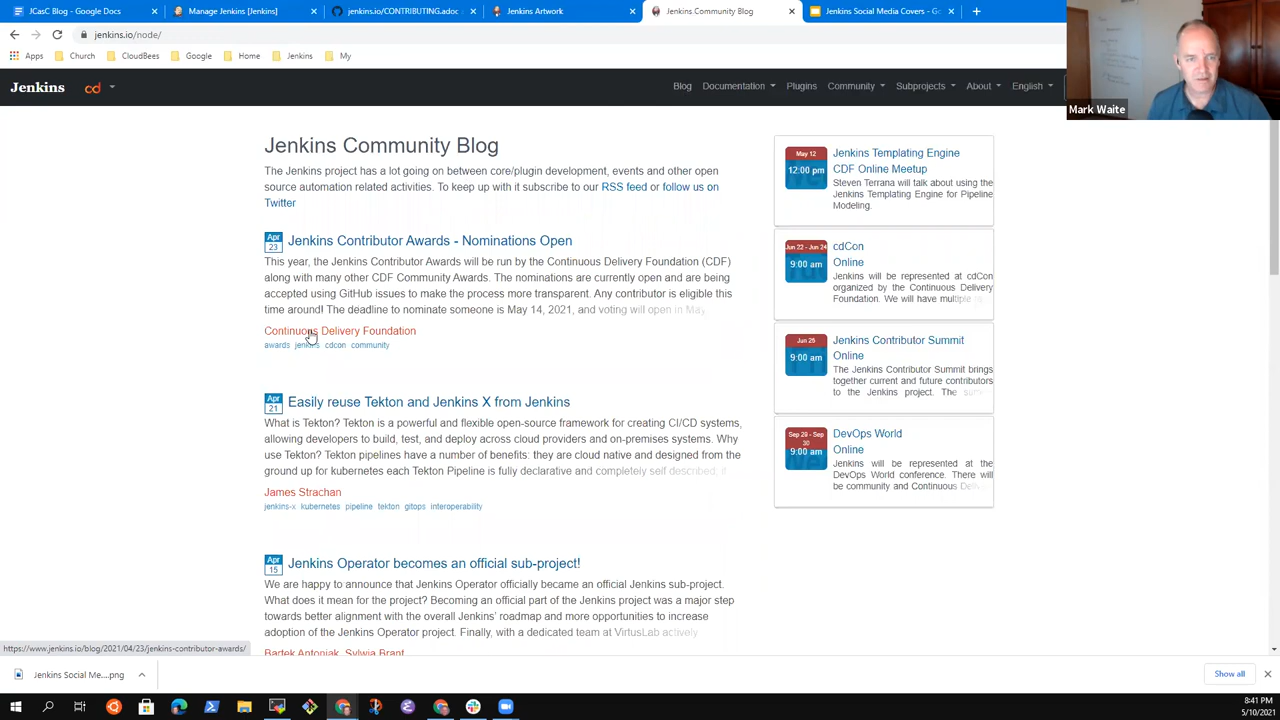 JCasC Blog - Google Docs
Manage Jenkins [Jenkins]
jenkins.io/CONTRIBUTING.adoc
Jenkins Artwork
Jenkins Community Blog
Jenkins Social Media Covers - Go
jenkins.io/node/
Apps
Church
CloudBees
Google
Home
Jenkins
My
Mark Waite
Jenkins
cd
Blog
Documentation
Plugins
Community
Subprojects
About
English
Jenkins Community Blog
The Jenkins project has a lot going on between core/plugin development, events and other open
source automation related activities. To keep up with it subscribe to our RSS feed or follow us on
Twitter
Apr
23
Jenkins Contributor Awards - Nominations Open
This year, the Jenkins Contributor Awards will be run by the Continuous Delivery Foundation (CDF)
along with many other CDF Community Awards. The nominations are currently open and are being
accepted using GitHub issues to make the process more transparent. Any contributor is eligible this
time around! The deadline to nominate someone is May 14, 2021, and voting will open in May,
Continuous Delivery Foundation
awards jenkins cdcon community
Apr
21
Easily reuse Tekton and Jenkins X from Jenkins
What is Tekton? Tekton is a powerful and flexible open-source framework for creating CI/CD systems,
allowing developers to build, test, and deploy across cloud providers and on-premises systems. Why
use Tekton? Tekton pipelines have a number of benefits: they are cloud native and designed from the
ground up for kubernetes each Tekton Pipeline is fully declarative and completely self described; it
James Strachan
jenkins-x kubernetes pipeline tekton gitops interoperability
Apr
15
Jenkins Operator becomes an official sub-project!
We are happy to announce that Jenkins Operator officially became an official Jenkins sub-project.
What does it mean for the project? Becoming an official part of the Jenkins project was a major step
towards better alignment with the overall Jenkins' roadmap and more opportunities to increase
adoption of the Jenkins Operator project. Finally, with a dedicated team at VirtusLab actively
Bartek Antoniak, Sylwia Brant
May 12
12:00 pm
Jenkins Templating Engine
CDF Online Meetup
Steven Terrana will talk about using the
Jenkins Templating Engine for Pipeline
Modeling.
Jun 22 - Jun 24
9:00 am
cdCon
Online
Jenkins will be represented at cdCon
organized by the Continuous Delivery
Foundation. We will have multiple
Jun 25
9:00 am
Jenkins Contributor Summit
Online
The Jenkins Contributor Summit brings
together current and future contributors
to the Jenkins project. The
Sep 28 - Sep
30
9:00 am
DevOps World
Online
Jenkins will be represented at the
DevOps World conference. There will
be community and Continuous
https://www.jenkins.io/blog/2021/04/23/jenkins-contributor-awards/
Jenkins Social Me....png
Show all
8:41 PM
5/10/2021